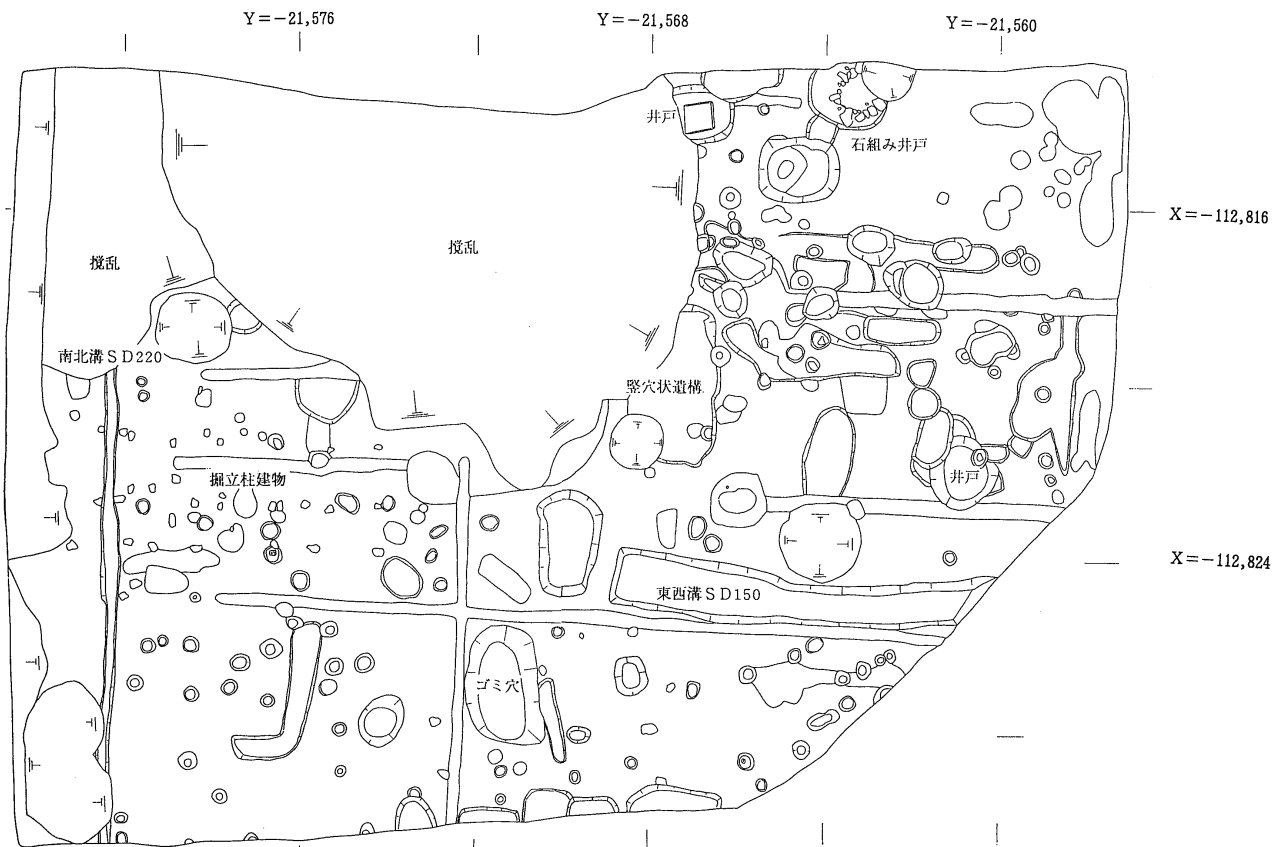 Y=-21,576
Y=-21,568
Y=-21,560
井戸
石組み井戸
X=-112,816
撹乱
撹乱
南北溝SD220
竪穴状遺構
掘立柱建物
井戸
X=-112,824
東西溝SD150
ゴミ穴